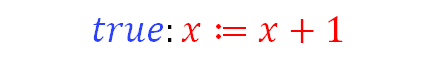 true: x := x + 1